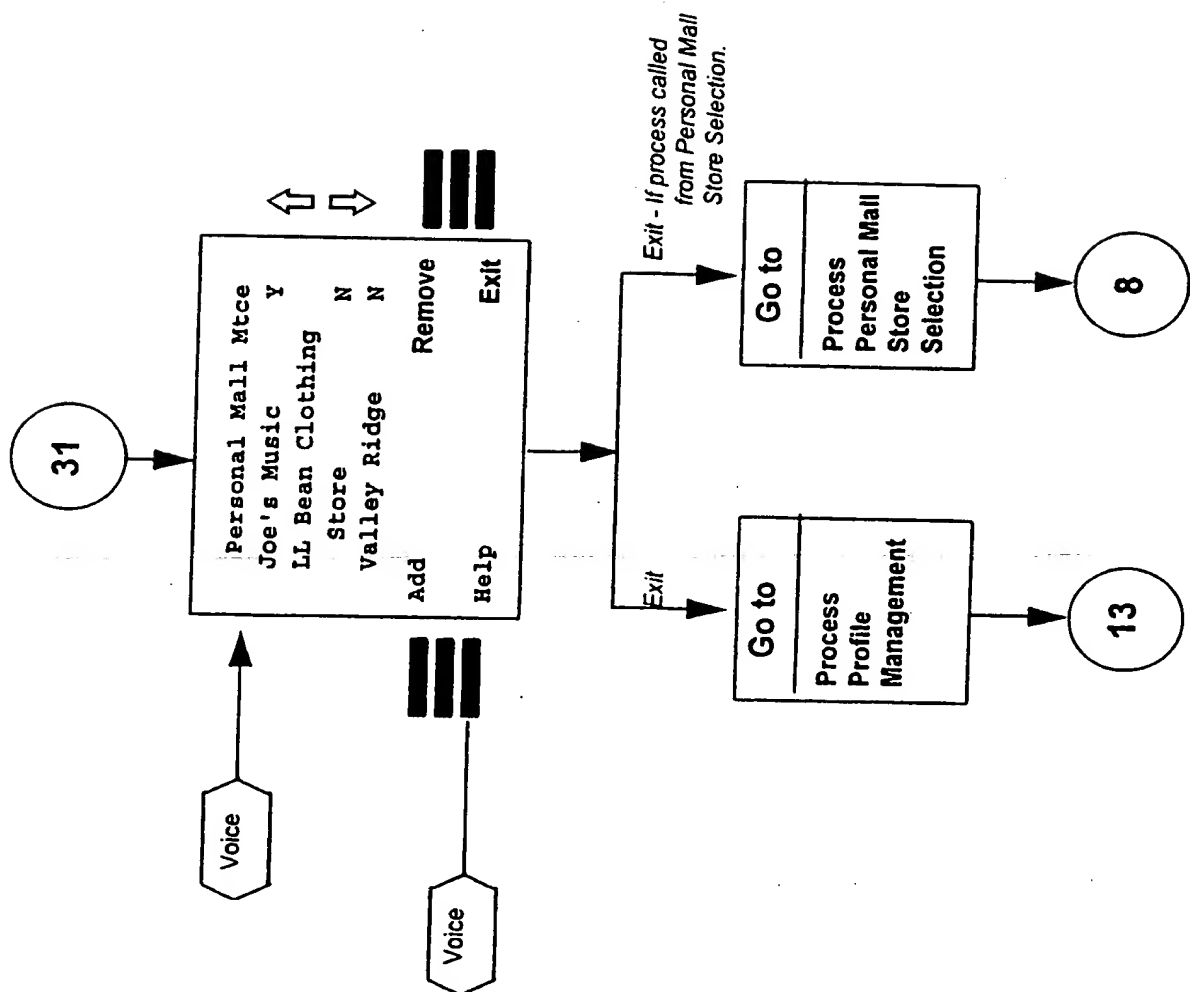 31
Voice
Personal Mall Mtce
Joe's Music Y
LL Bean Clothing
Store N
Valley Ridge N
Add Remove
Help Exit
Voice
Exit
Exit - If process called
from Personal Mall
Store Selection.
Go to
Process
Profile
Management
13
Go to
Process
Personal Mall
Store
Selection
8